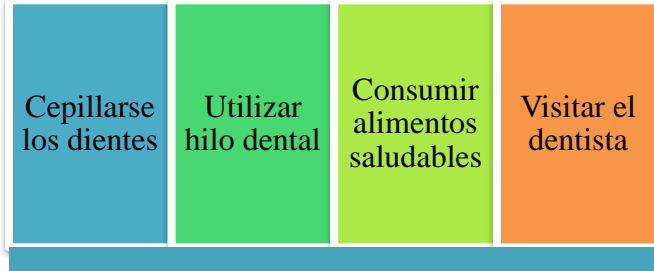 Cepillarse
los dientes
Utilizar
hilo dental
Consumir
alimentos
saludables
Visitar el
dentista